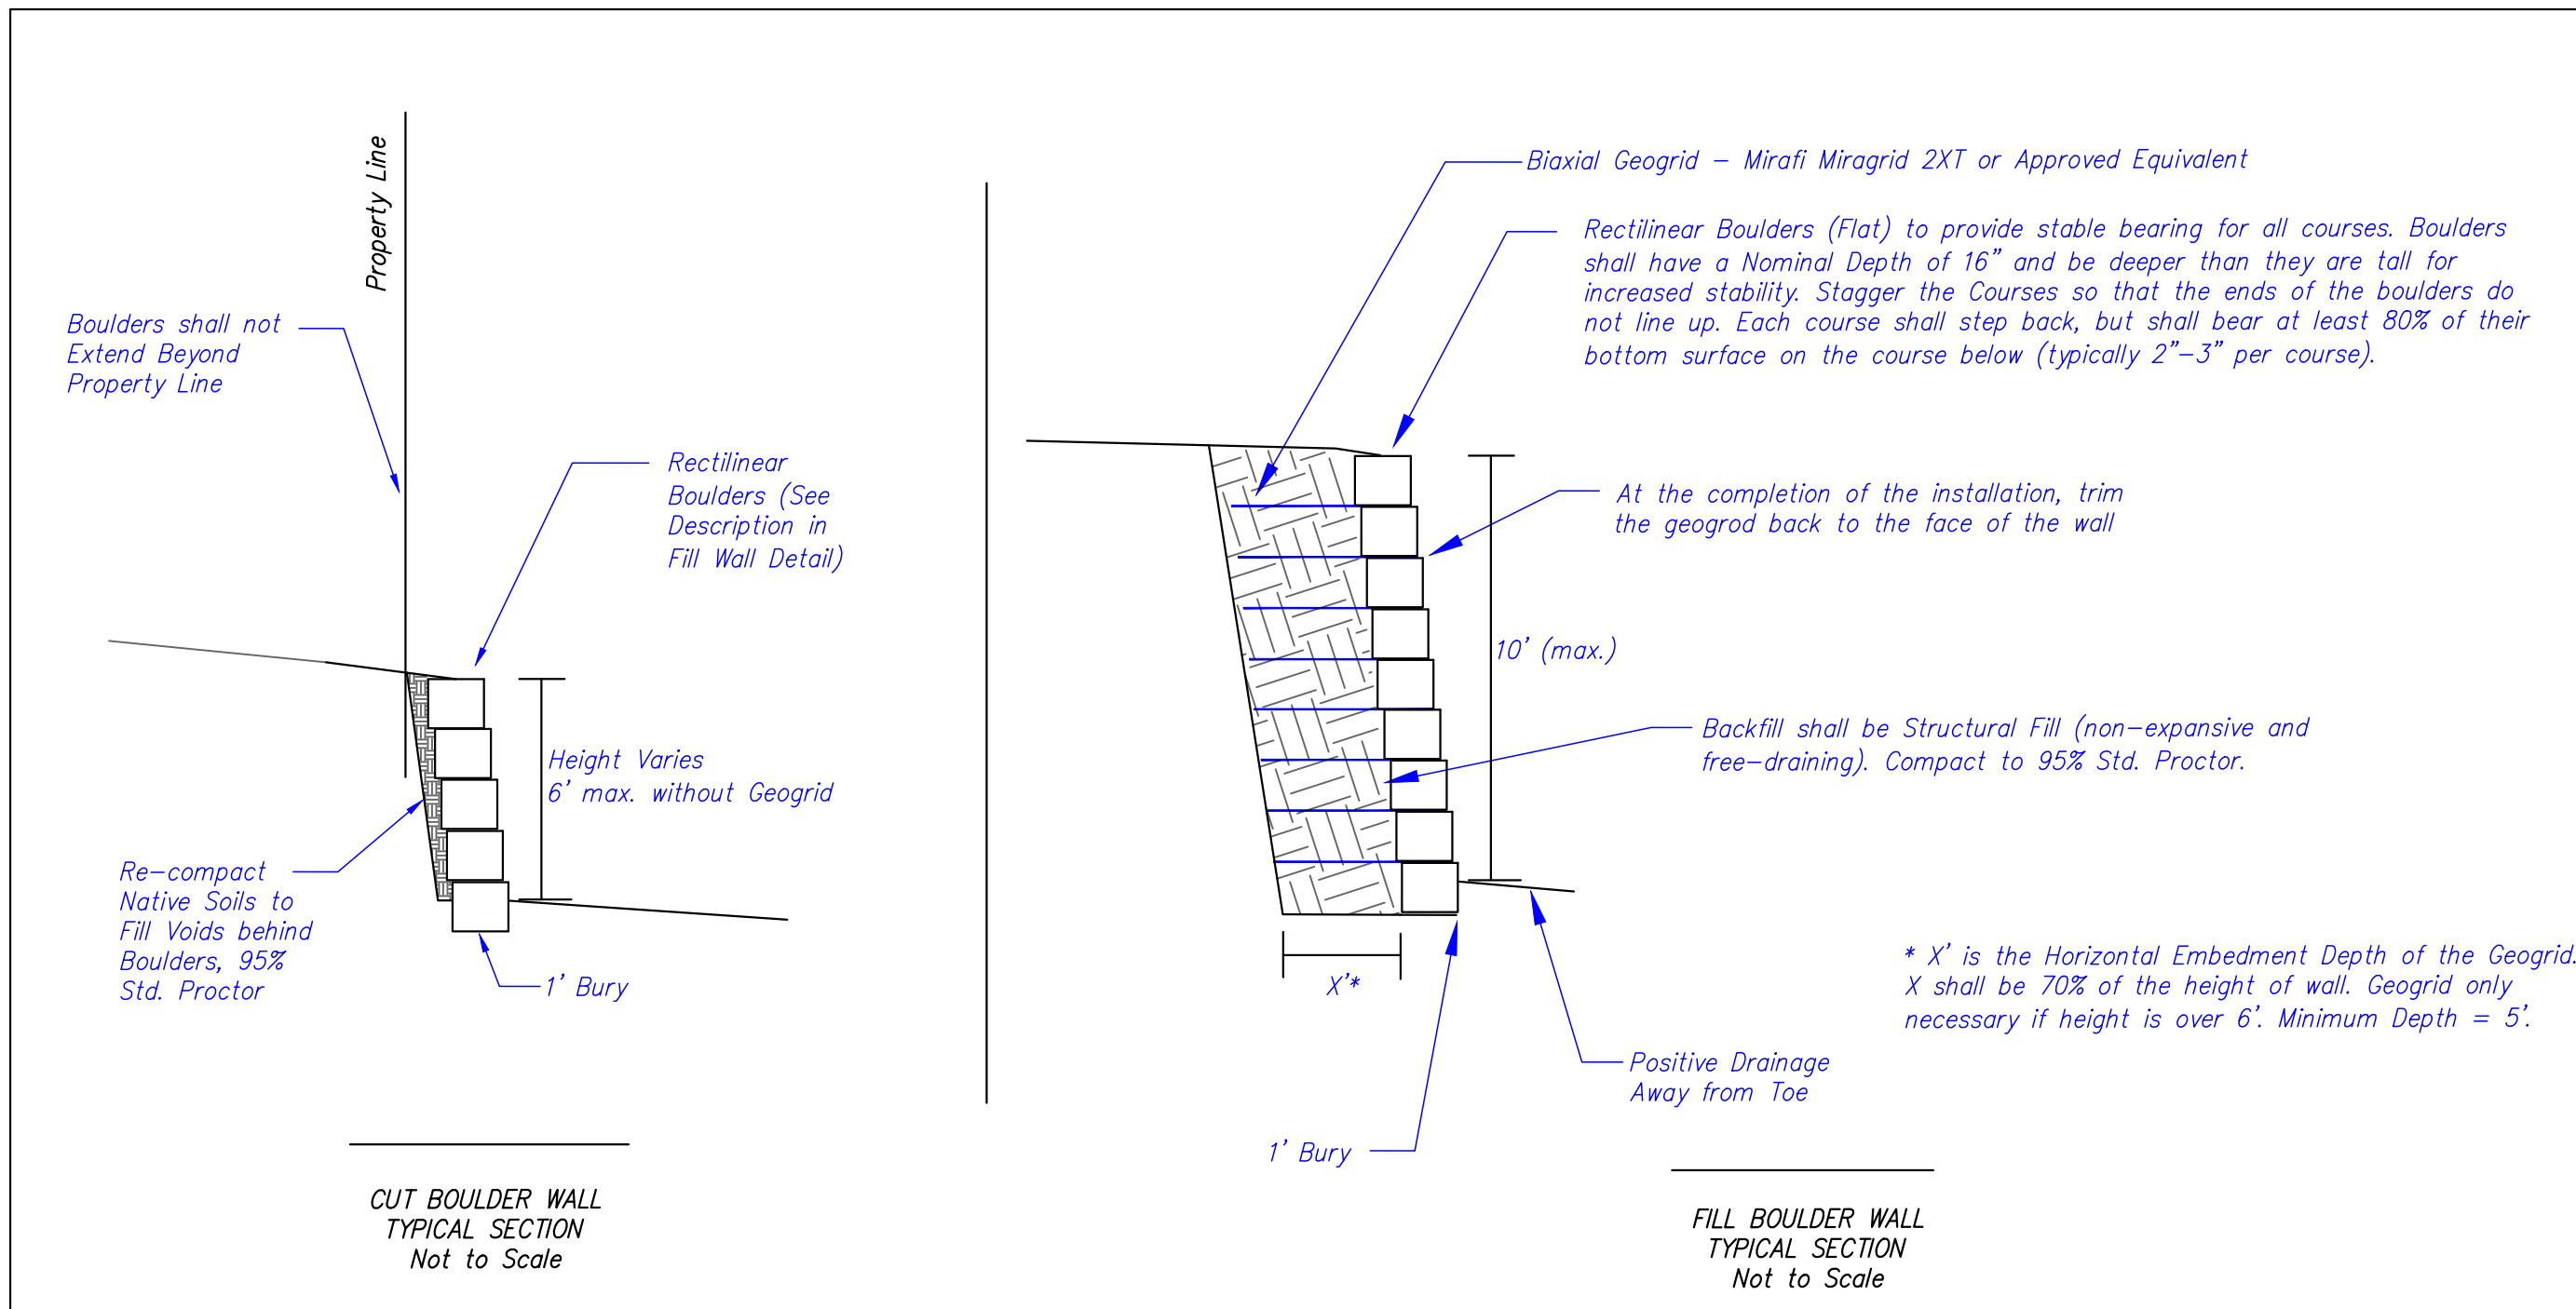 Property Line
Boulders shall not
Extend Beyond
Property Line
Rectilinear
Boulders (See
Description in
Fill Wall Detail)
Height Varies
6' max. without Geogrid
Re-compact
Native Soils to
Fill Voids behind
Boulders, 95%
Std. Proctor
1' Bury
CUT BOULDER WALL
TYPICAL SECTION
Not to Scale
Biaxial Geogrid – Mirafi Miragrid 2XT or Approved Equivalent
Rectilinear Boulders (Flat) to provide stable bearing for all courses. Boulders
shall have a Nominal Depth of 16" and be deeper than they are tall for
increased stability. Stagger the Courses so that the ends of the boulders do
not line up. Each course shall step back, but shall bear at least 80% of their
bottom surface on the course below (typically 2"–3" per course).
At the completion of the installation, trim
the geogrod back to the face of the wall
10' (max.)
Backfill shall be Structural Fill (non-expansive and
free-draining). Compact to 95% Std. Proctor.
* X' is the Horizontal Embedment Depth of the Geogrid.
X shall be 70% of the height of wall. Geogrid only
necessary if height is over 6'. Minimum Depth = 5'.
X'*
Positive Drainage
Away from Toe
1' Bury
FILL BOULDER WALL
TYPICAL SECTION
Not to Scale